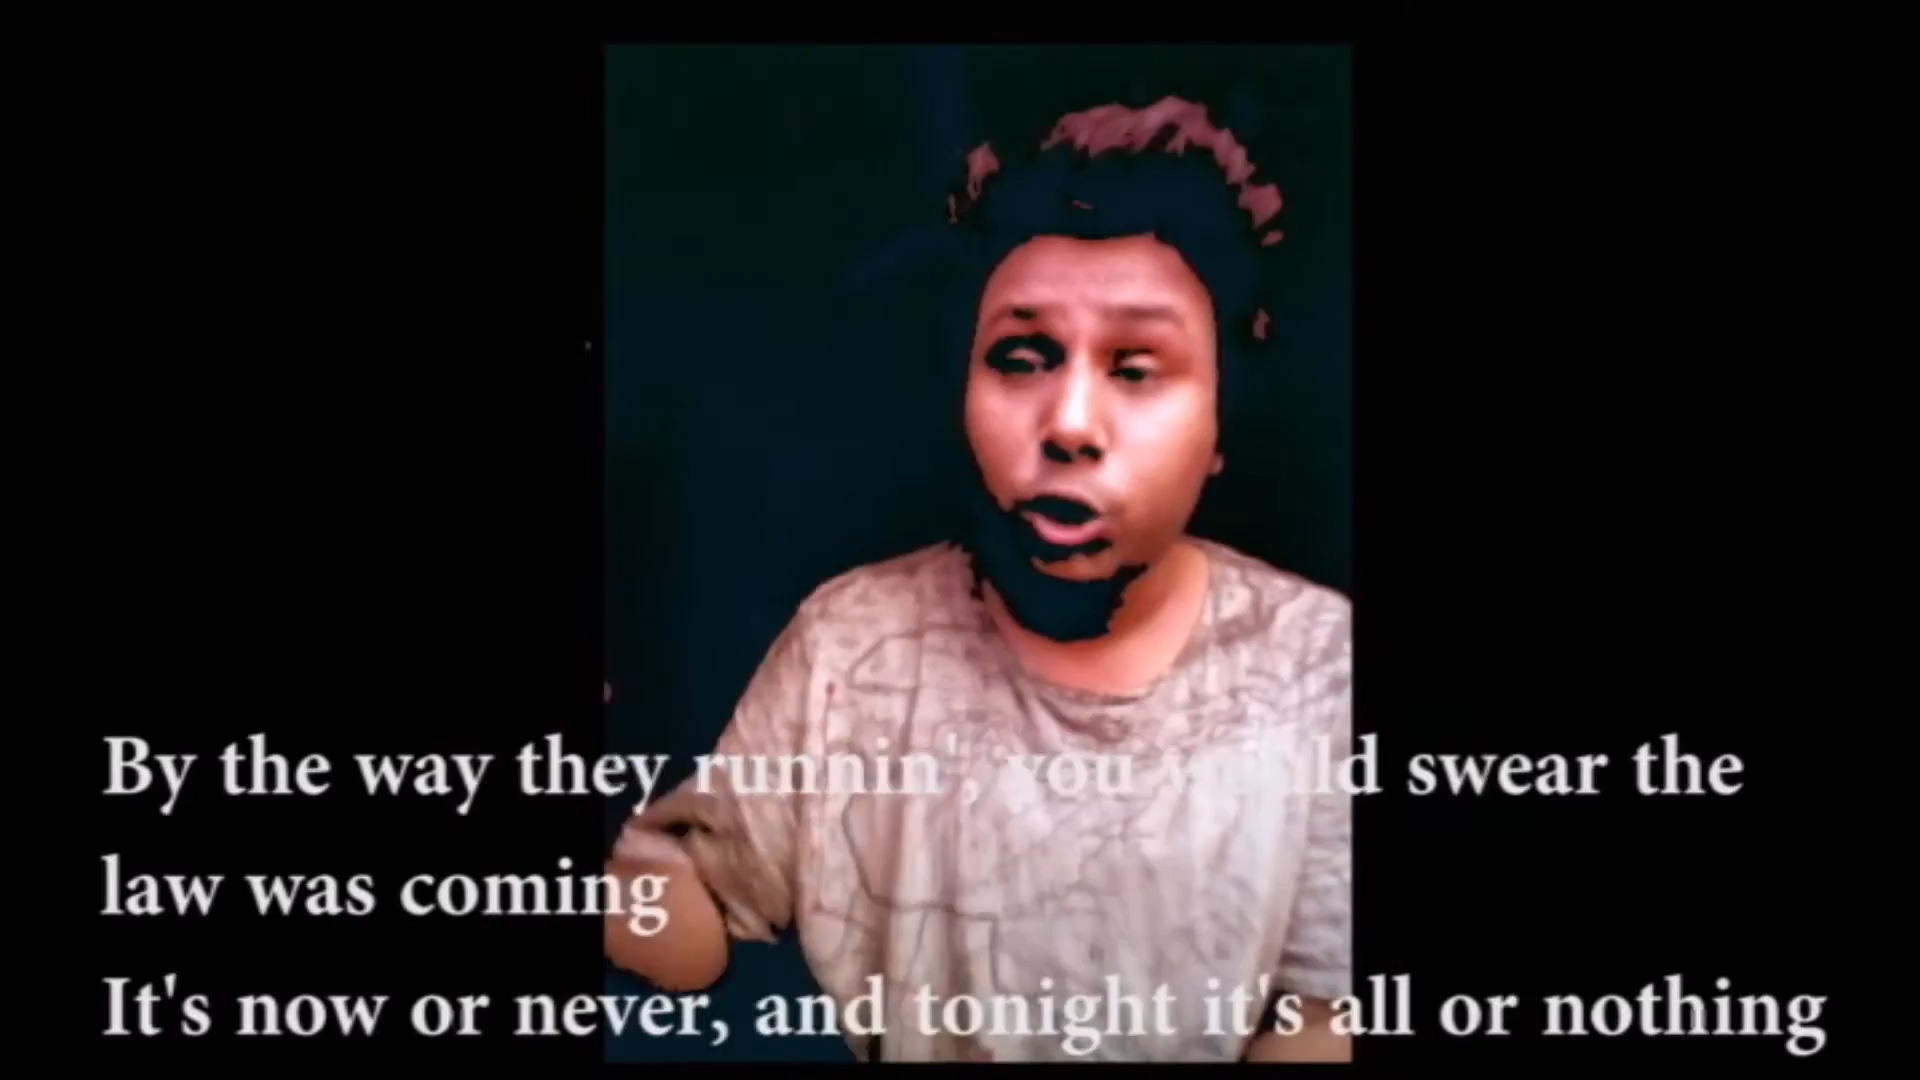 By the way they runnin', you would swear the
law was coming
It's now or never, and tonight it's all or nothing